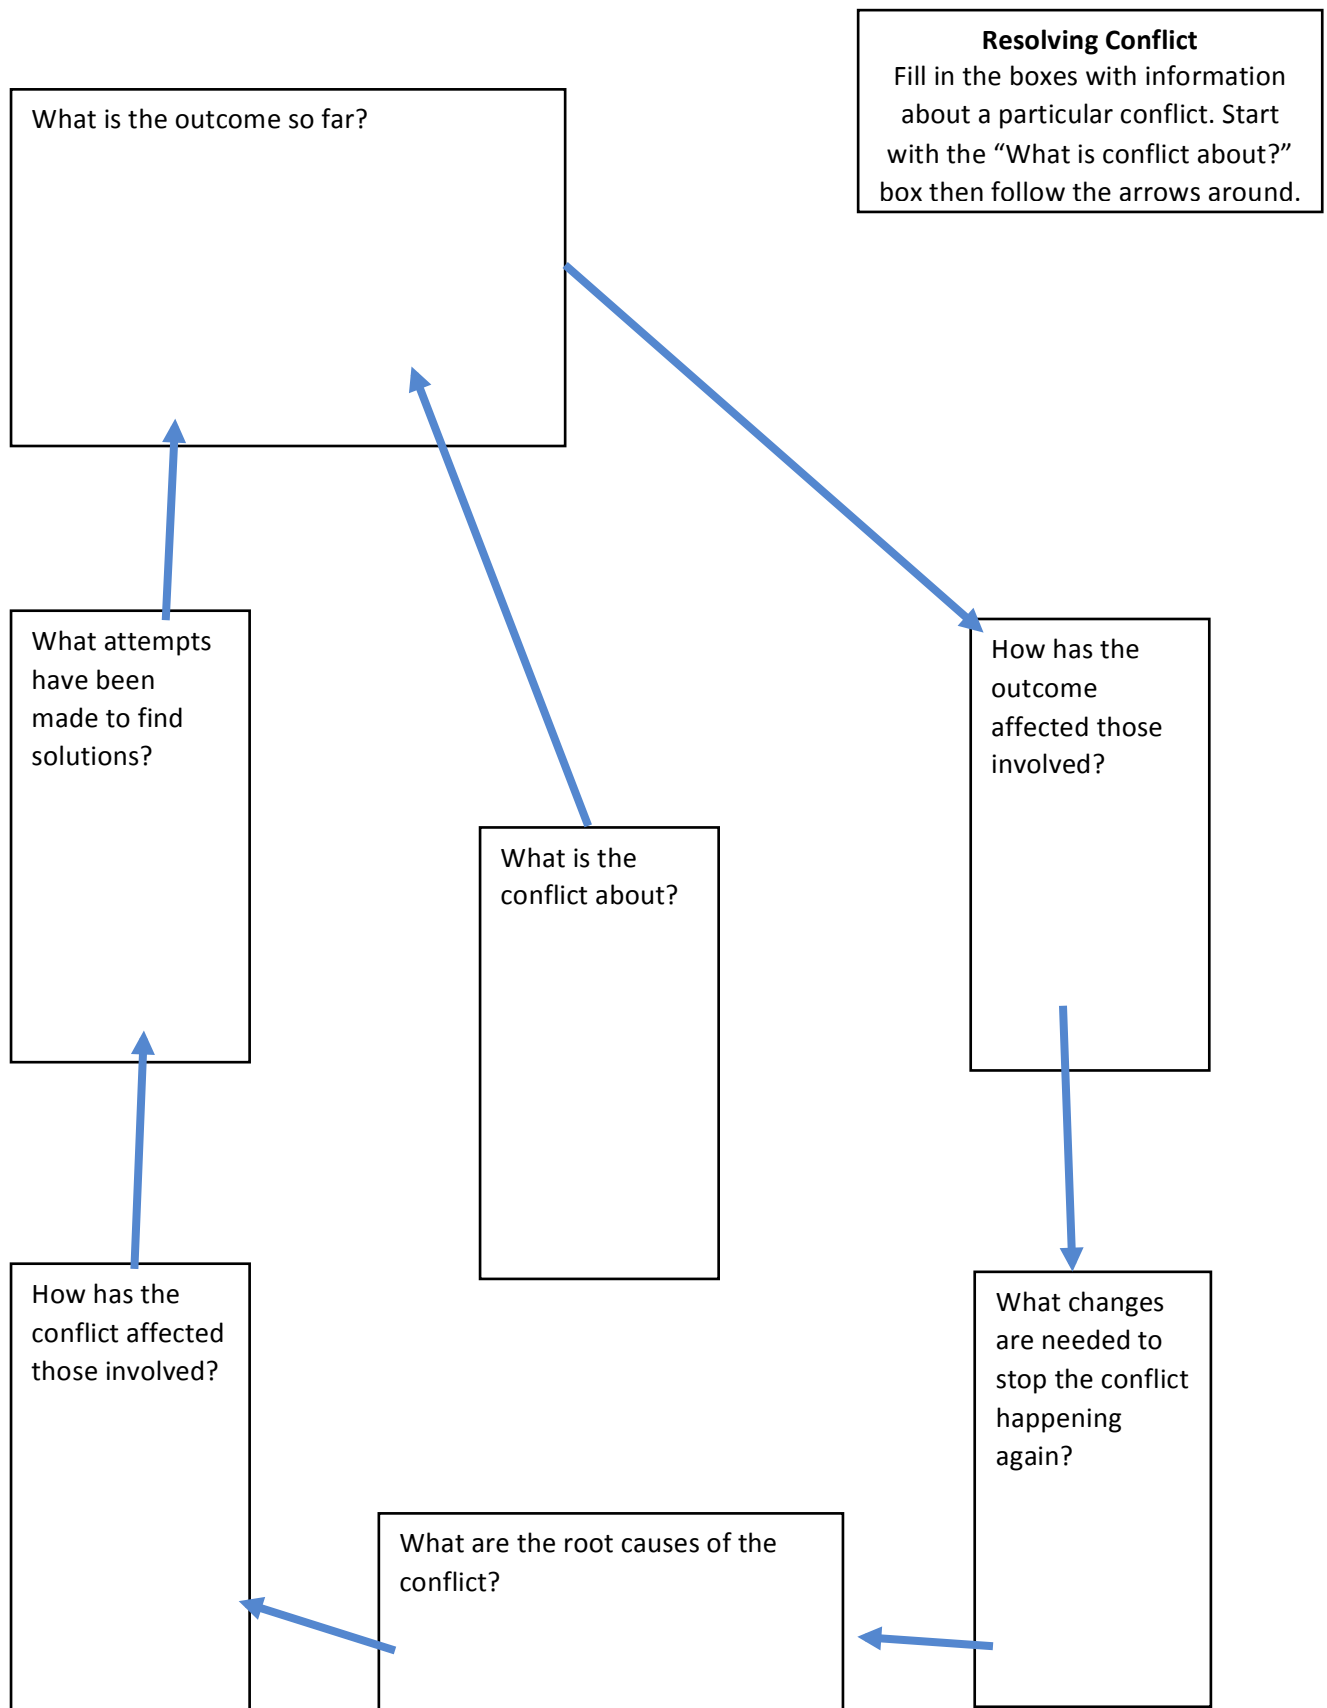 Resolving Conflict
Fill in the boxes with information
about a particular conflict. Start
with the “What is conflict about?”
box then follow the arrows around.
What is the outcome so far?
What attempts
have been
made to find
solutions?
How has the
outcome
affected those
involved?
What is the
conflict about?
How has the
conflict affected
those involved?
What changes
are needed to
stop the conflict
happening
again?
What are the root causes of the
conflict?